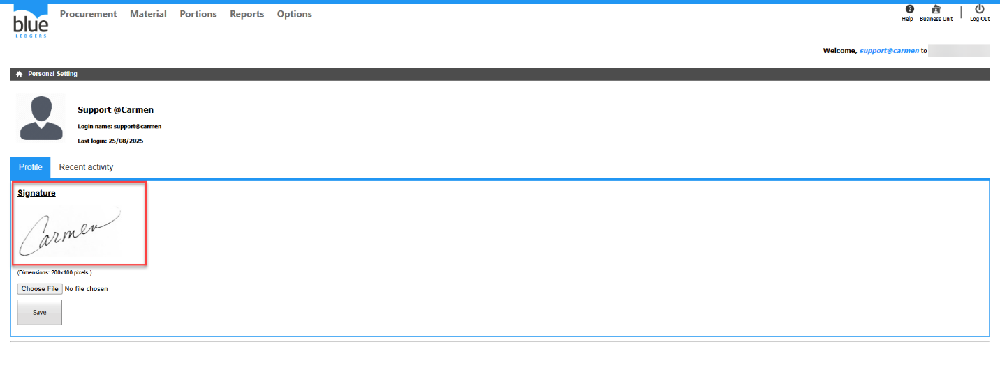 blue
LEDGERS
Procurement Material Portions Reports Options
Help Business Unit Log Out
Welcome, support@carmen to
Personal Setting
Support @Carmen
Login name: support@carmen
Last login: 25/08/2025
Profile Recent activity
Signature
Carmen
(Dimensions: 200x100 pixels.)
Choose File No file chosen
Save